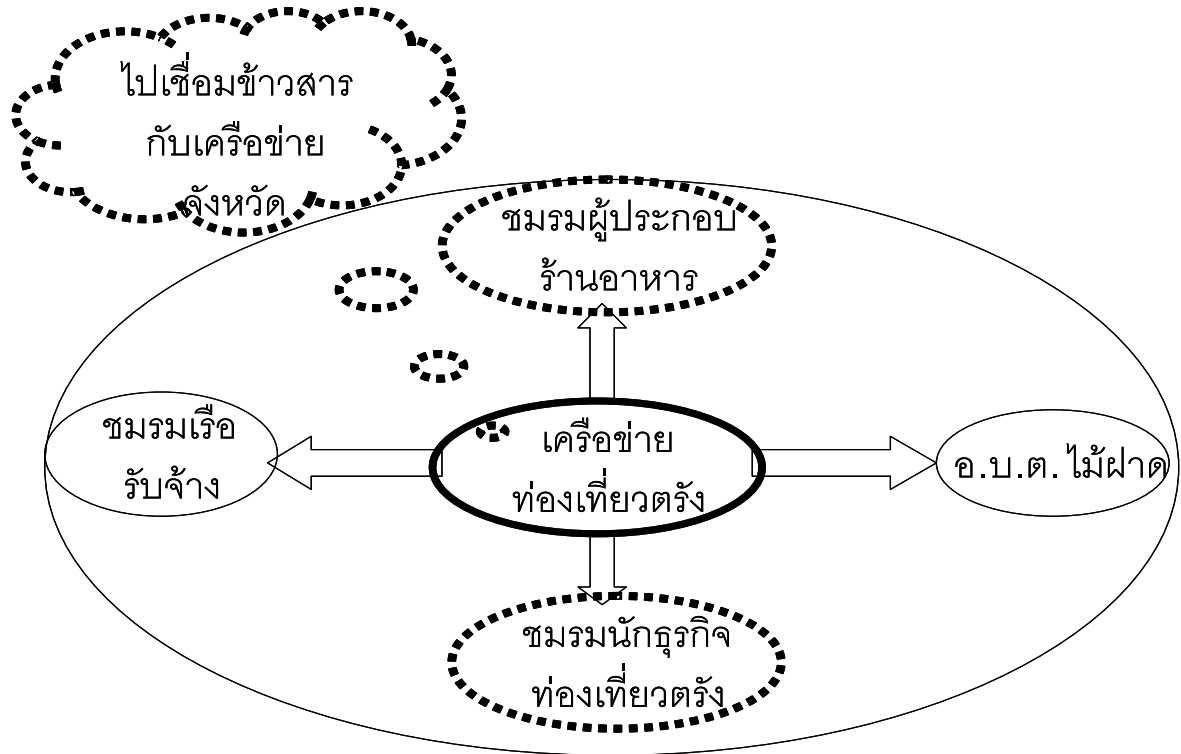 ไปเชื่อมข้าวสาร
กับเครือข่าย
จังหวัด
ชมรมผู้ประกอบ
ร้านอาหาร
ชมรมเรือ
รับจ้าง
เครือข่าย
ท่องเที่ยวตรัง
อ.บ.ต. ไม้ฝาด
ชมรมนักธุรกิจ
ท่องเที่ยวตรัง